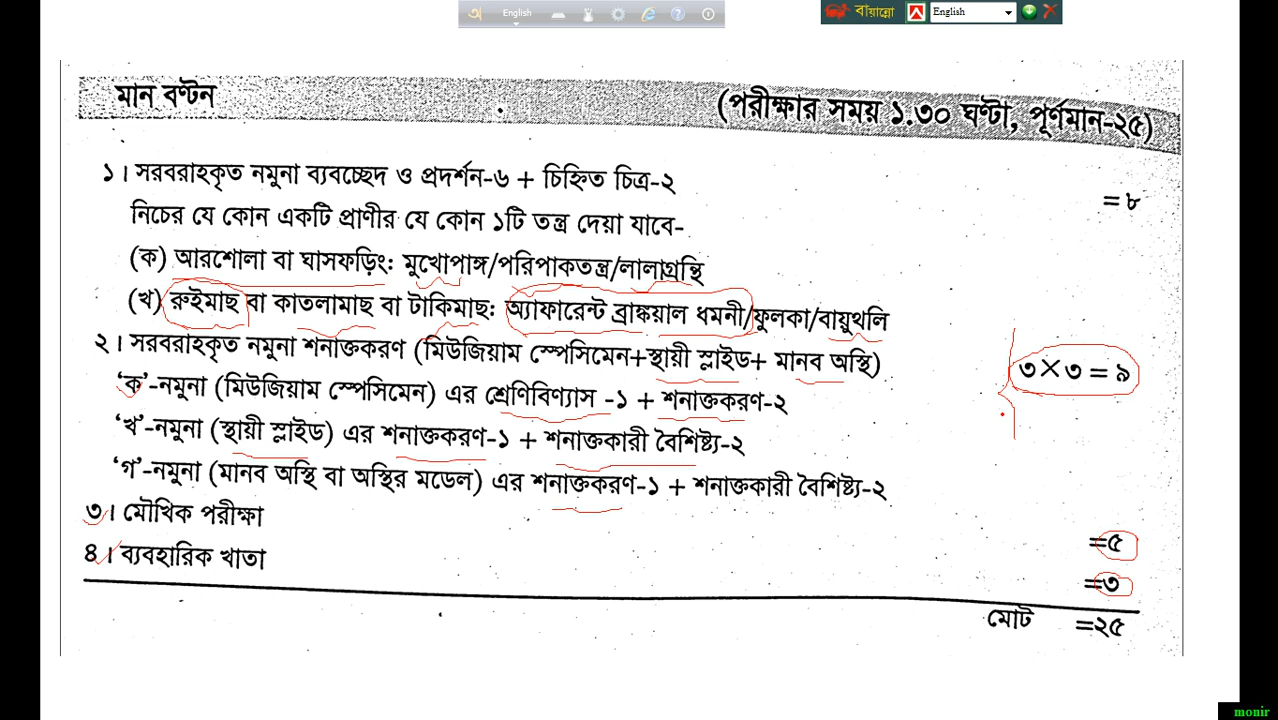 অ English
বায়ান্নো English
মান বণ্টন (পরীক্ষার সময় ১.৩০ ঘণ্টা, পূর্ণমান-২৫)
১। সরবরাহকৃত নমুনা ব্যবচ্ছেদ ও প্রদর্শন-৬ + চিহ্নিত চিত্র-২ = ৮
নিচের যে কোন একটি প্রাণীর যে কোন ১টি তন্ত্র দেয়া যাবে-
(ক) আরশোলা বা ঘাসফড়িং: মুখোপাঙ্গ/পরিপাকতন্ত্র/লালাগ্রন্থি
(খ) রুইমাছ বা কাতলামাছ বা টাকিমাছ: অ্যাফারেন্ট ব্রাঙ্কয়াল ধমনী/ফুলকা/বায়ুথলি
২। সরবরাহকৃত নমুনা শনাক্তকরণ (মিউজিয়াম স্পেসিমেন+স্থায়ী স্লাইড+ মানব অস্থি) ৩×৩ = ৯
‘ক’-নমুনা (মিউজিয়াম স্পেসিমেন) এর শ্রেণিবিণ্যাস -১ + শনাক্তকরণ-২
‘খ’-নমুনা (স্থায়ী স্লাইড) এর শনাক্তকরণ-১ + শনাক্তকারী বৈশিষ্ট্য-২
‘গ’-নমুনা (মানব অস্থি বা অস্থির মডেল) এর শনাক্তকরণ-১ + শনাক্তকারী বৈশিষ্ট্য-২
৩। মৌখিক পরীক্ষা =৫
৪। ব্যবহারিক খাতা =৩
মোট =২৫
monir